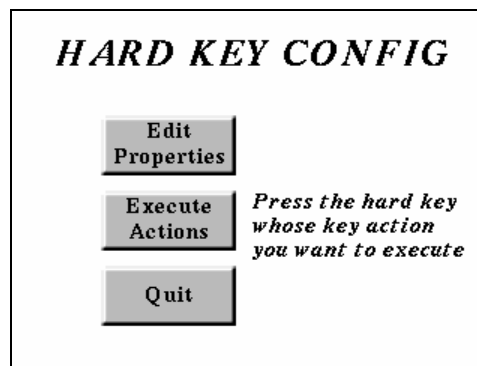 HARD KEY CONFIG
Edit
Properties
Execute
Actions
Press the hard key
whose key action
you want to execute
Quit